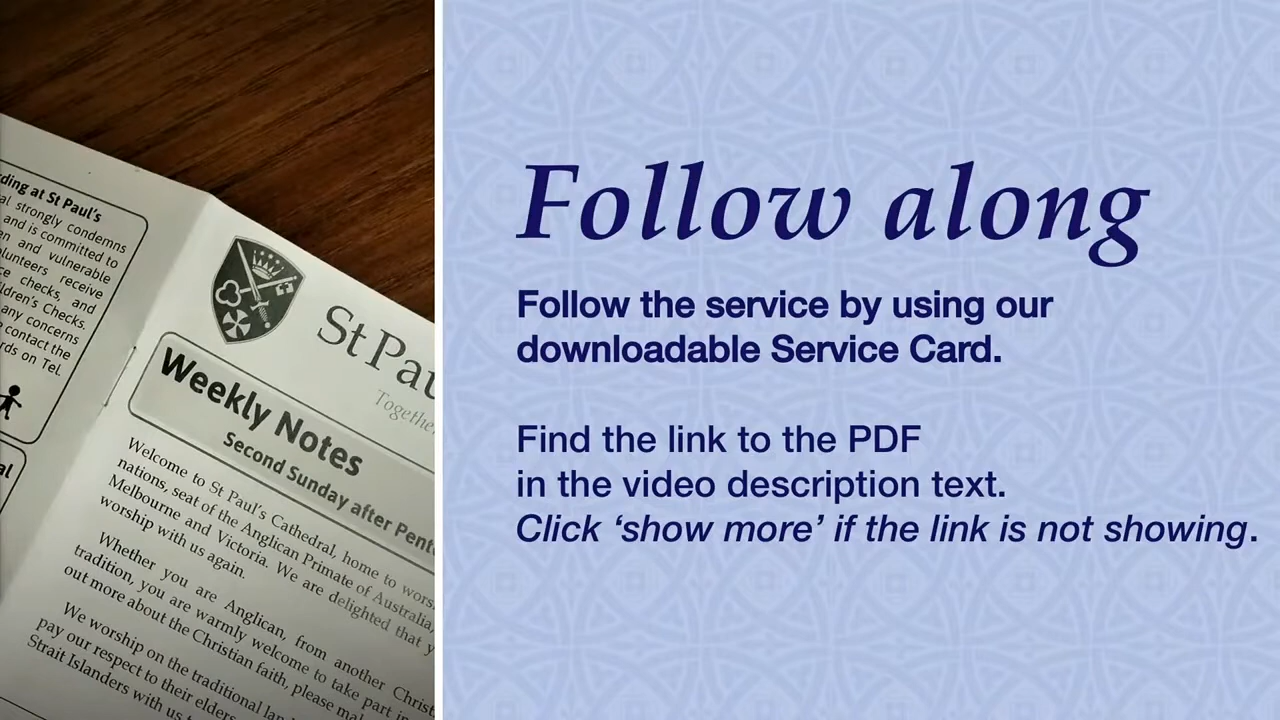 ding at St Paul's
al strongly condemns
and is committed to
en and vulnerable
olunteers receive
ce checks, and
ldren's Checks.
any concerns
contact the
rds on Tel.
al
St Pau
Togethe
Weekly Notes
Second Sunday after Pente
Welcome to St Paul's Cathedral, home to wors
nations, seat of the Anglican Primate of Australia,
Melbourne and Victoria. We are delighted that y
worship with us again.
Whether you are Anglican, from another Christ
tradition, you are warmly welcome to take part in
out more about the Christian faith, please mak
We worship on the traditional lan
pay our respect to their elders
Strait Islanders with us t
Follow along
Follow the service by using our
downloadable Service Card.
Find the link to the PDF
in the video description text.
Click ‘show more’ if the link is not showing.